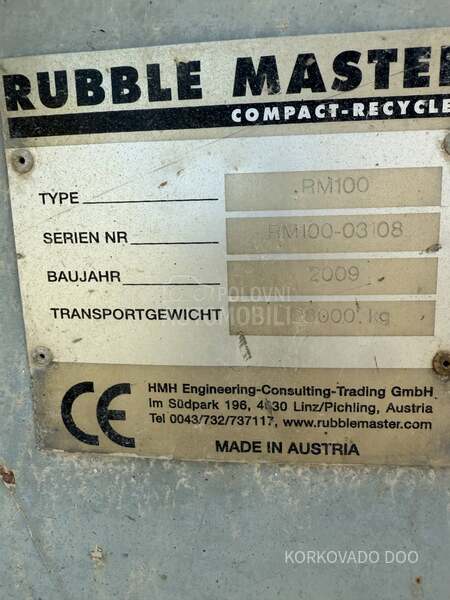 RUBBLE MASTE
COMPACT-RECYCLE
TYPE RM100
SERIEN NR RM100-03108
BAUJAHR 2009
TRANSPORTGEWICHT kg
POLOVNI
AUTOMOBILI
HMH Engineering-Consulting-Trading GmbH
Im Südpark 196, 4030 Linz/Pichling, Austria
Tel 0043/732/737117, www.rubblemaster.com
CE
MADE IN AUSTRIA
KORKOVADO DOO